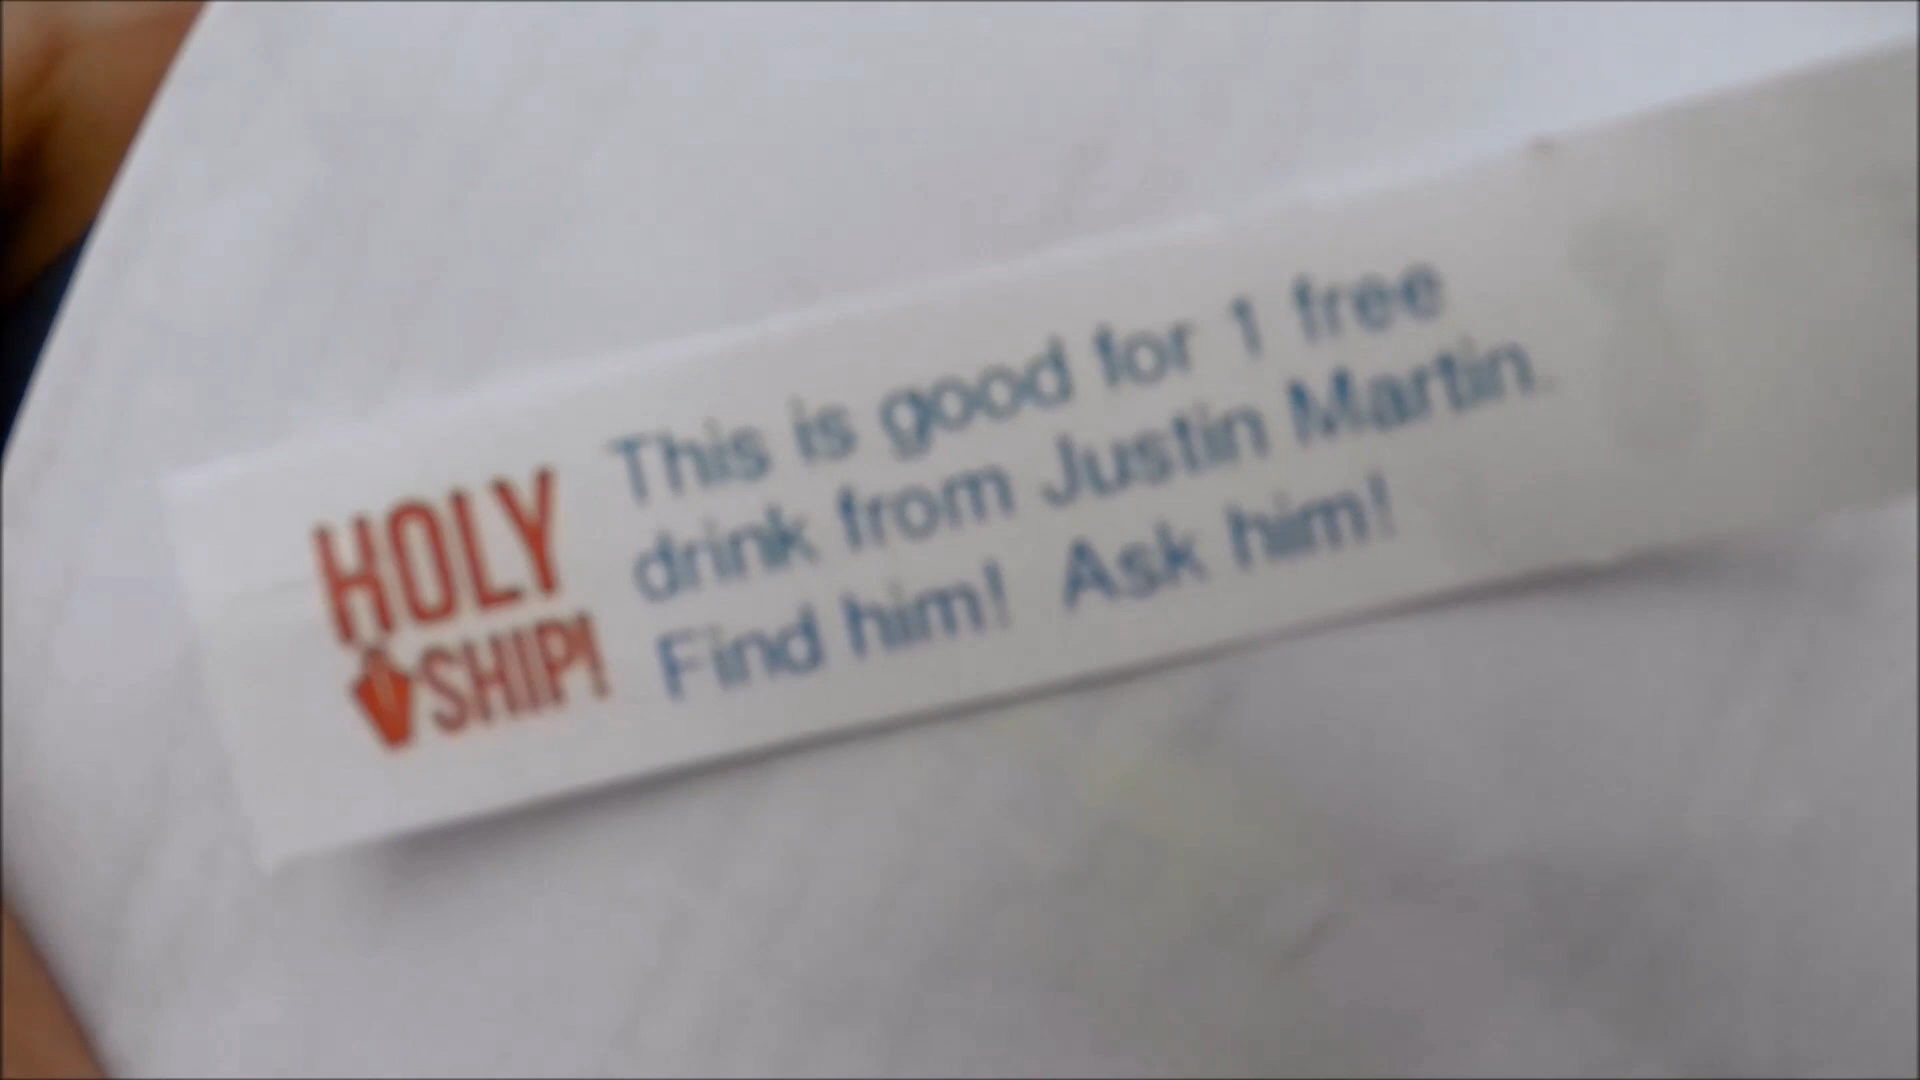 HOLY
SHIP!
This is good for 1 free
drink from Justin Martin.
Find him! Ask him!